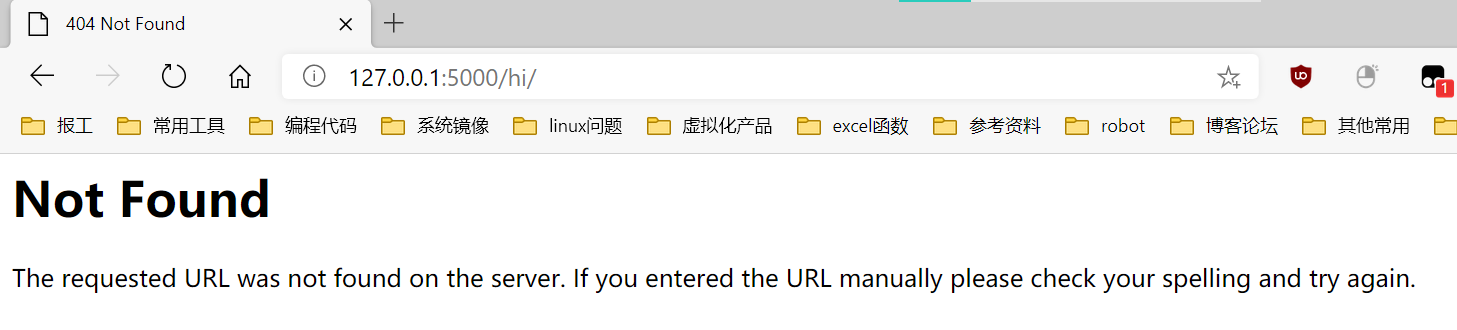 404 Not Found
127.0.0.1:5000/hi/
1
报工 常用工具 编程代码 系统镜像 linux问题 虚拟化产品 excel函数 参考资料 robot 博客论坛 其他常用
Not Found
The requested URL was not found on the server. If you entered the URL manually please check your spelling and try again.